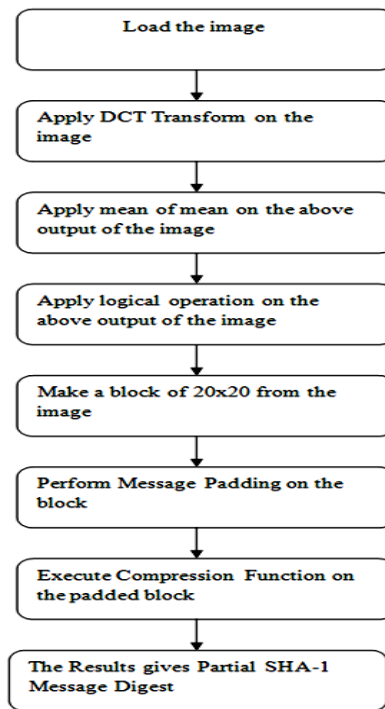 Load the image
Apply DCT Transform on the
image
Apply mean of mean on the above
output of the image
Apply logical operation on the
above output of the image
Make a block of 20x20 from the
image
Perform Message Padding on the
block
Execute Compression Function on
the padded block
The Results gives Partial SHA-1
Message Digest